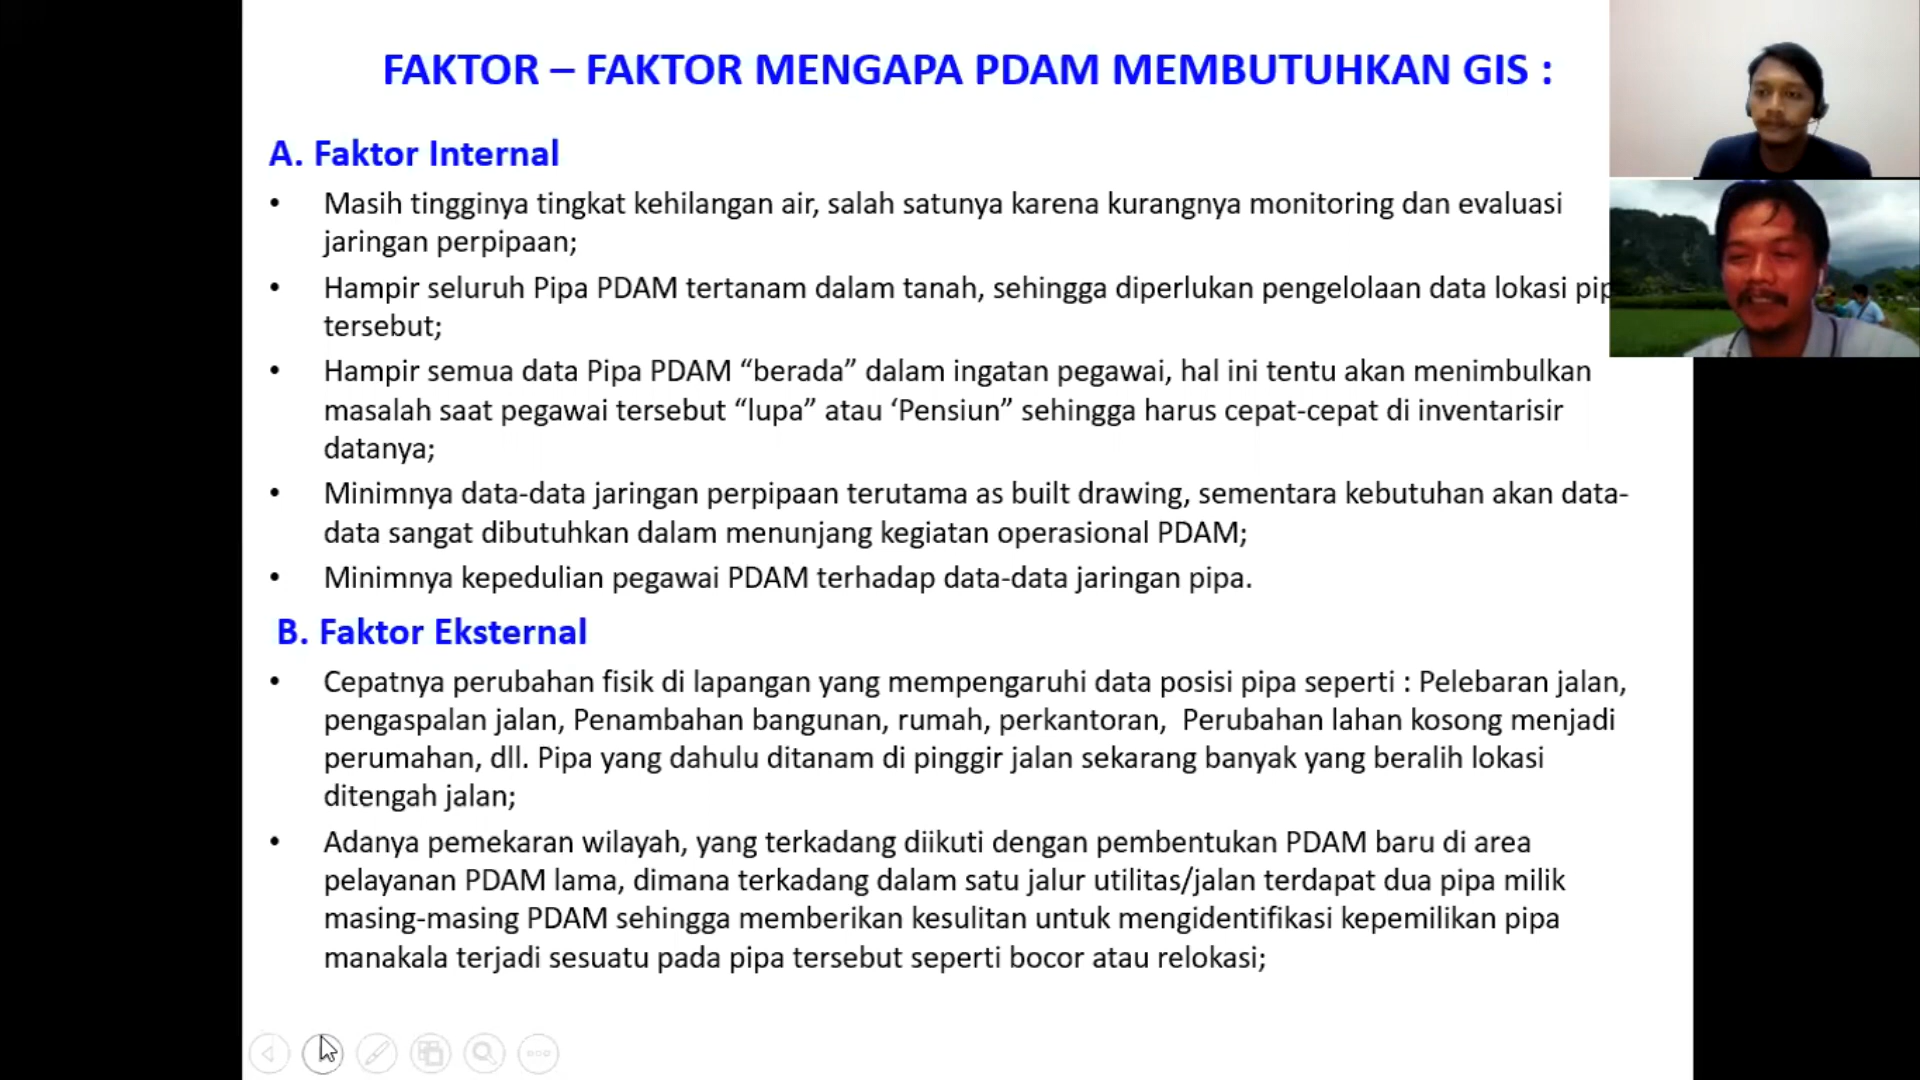 FAKTOR – FAKTOR MENGAPA PDAM MEMBUTUHKAN GIS :
A. Faktor Internal
• Masih tingginya tingkat kehilangan air, salah satunya karena kurangnya monitoring dan evaluasi
jaringan perpipaan;
• Hampir seluruh Pipa PDAM tertanam dalam tanah, sehingga diperlukan pengelolaan data lokasi
tersebut;
• Hampir semua data Pipa PDAM “berada” dalam ingatan pegawai, hal ini tentu akan menimbulkan
masalah saat pegawai tersebut “lupa” atau ‘Pensiun” sehingga harus cepat-cepat di inventarisir
datanya;
• Minimnya data-data jaringan perpipaan terutama as built drawing, sementara kebutuhan akan data-
data sangat dibutuhkan dalam menunjang kegiatan operasional PDAM;
• Minimnya kepedulian pegawai PDAM terhadap data-data jaringan pipa.
B. Faktor Eksternal
• Cepatnya perubahan fisik di lapangan yang mempengaruhi data posisi pipa seperti : Pelebaran jalan,
pengaspalan jalan, Penambahan bangunan, rumah, perkantoran,  Perubahan lahan kosong menjadi
perumahan, dll. Pipa yang dahulu ditanam di pinggir jalan sekarang banyak yang beralih lokasi
ditengah jalan;
• Adanya pemekaran wilayah, yang terkadang diikuti dengan pembentukan PDAM baru di area
pelayanan PDAM lama, dimana terkadang dalam satu jalur utilitas/jalan terdapat dua pipa milik
masing-masing PDAM sehingga memberikan kesulitan untuk mengidentifikasi kepemilikan pipa
manakala terjadi sesuatu pada pipa tersebut seperti bocor atau relokasi;